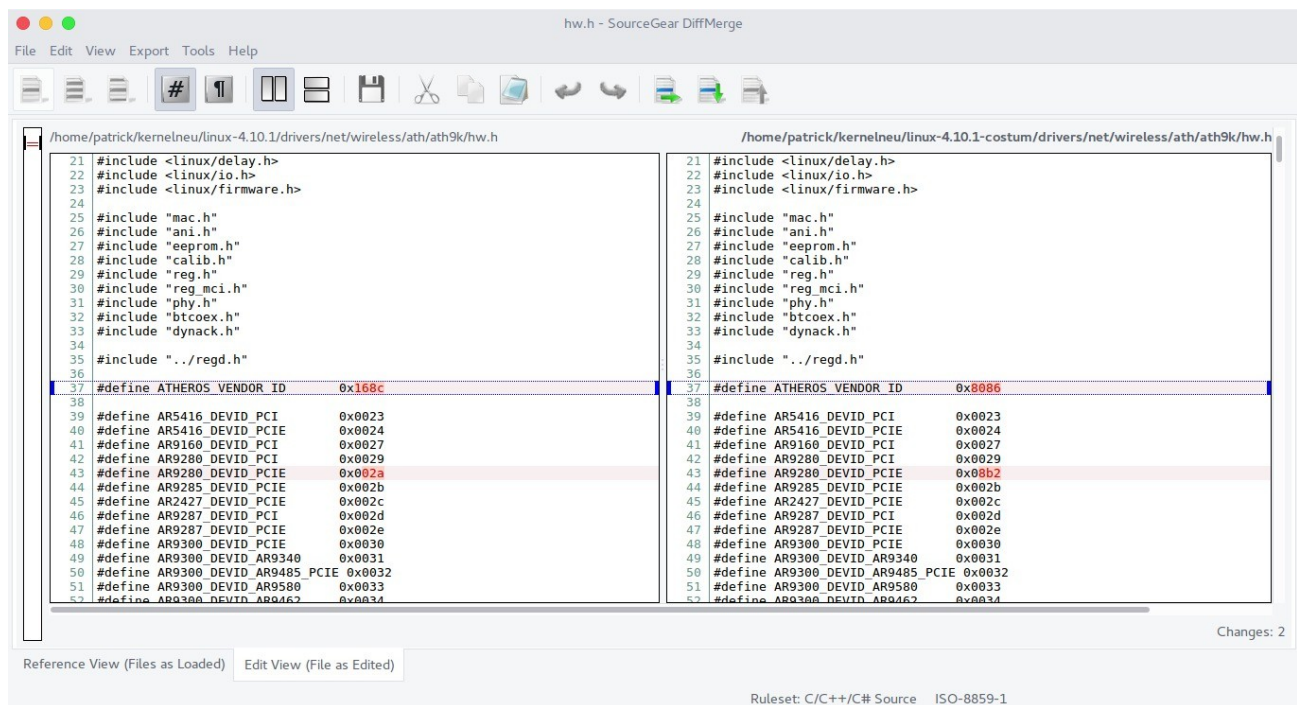 hw.h - SourceGear DiffMerge
File Edit View Export Tools Help
# ¶
/home/patrick/kernelneu/linux-4.10.1/drivers/net/wireless/ath/ath9k/hw.h
21 #include <linux/delay.h>
22 #include <linux/io.h>
23 #include <linux/firmware.h>
24
25 #include "mac.h"
26 #include "ani.h"
27 #include "eeprom.h"
28 #include "calib.h"
29 #include "reg.h"
30 #include "reg_mci.h"
31 #include "phy.h"
32 #include "btcoex.h"
33 #include "dynack.h"
34
35 #include "../regd.h"
36
37 #define ATHEROS_VENDOR_ID 0x168c
38
39 #define AR5416_DEVID_PCI 0x0023
40 #define AR5416_DEVID_PCIE 0x0024
41 #define AR9160_DEVID_PCI 0x0027
42 #define AR9280_DEVID_PCI 0x0029
43 #define AR9280_DEVID_PCIE 0x002a
44 #define AR9285_DEVID_PCIE 0x002b
45 #define AR2427_DEVID_PCIE 0x002c
46 #define AR9287_DEVID_PCI 0x002d
47 #define AR9287_DEVID_PCIE 0x002e
48 #define AR9300_DEVID_PCIE 0x0030
49 #define AR9300_DEVID_AR9340 0x0031
50 #define AR9300_DEVID_AR9485_PCIE 0x0032
51 #define AR9300_DEVID_AR9580 0x0033
52 #define AR9300_DEVID_AR9462 0x0034
/home/patrick/kernelneu/linux-4.10.1-costum/drivers/net/wireless/ath/ath9k/hw.h
21 #include <linux/delay.h>
22 #include <linux/io.h>
23 #include <linux/firmware.h>
24
25 #include "mac.h"
26 #include "ani.h"
27 #include "eeprom.h"
28 #include "calib.h"
29 #include "reg.h"
30 #include "reg_mci.h"
31 #include "phy.h"
32 #include "btcoex.h"
33 #include "dynack.h"
34
35 #include "../regd.h"
36
37 #define ATHEROS_VENDOR_ID 0x8086
38
39 #define AR5416_DEVID_PCI 0x0023
40 #define AR5416_DEVID_PCIE 0x0024
41 #define AR9160_DEVID_PCI 0x0027
42 #define AR9280_DEVID_PCI 0x0029
43 #define AR9280_DEVID_PCIE 0x08b2
44 #define AR9285_DEVID_PCIE 0x002b
45 #define AR2427_DEVID_PCIE 0x002c
46 #define AR9287_DEVID_PCI 0x002d
47 #define AR9287_DEVID_PCIE 0x002e
48 #define AR9300_DEVID_PCIE 0x0030
49 #define AR9300_DEVID_AR9340 0x0031
50 #define AR9300_DEVID_AR9485_PCIE 0x0032
51 #define AR9300_DEVID_AR9580 0x0033
52 #define AR9300_DEVID_AR9462 0x0034
Changes: 2
Reference View (Files as Loaded) Edit View (File as Edited)
Ruleset: C/C++/C# Source ISO-8859-1